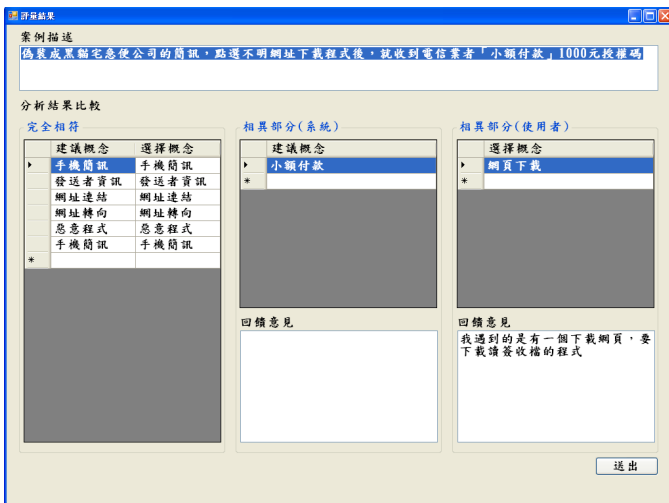 評量結果
案例描述
偽裝成黑貓宅急便公司的簡訊，點選不明網址下載程式後，就收到電信業者「小額付款」1000元授權碼
分析結果比較
完全相符
建議概念 選擇概念
手機簡訊 手機簡訊
發送者資訊 發送者資訊
網址連結 網址連結
網址轉向 網址轉向
惡意程式 惡意程式
手機簡訊 手機簡訊
相異部分(系統)
建議概念
小額付款
回饋意見
相異部分(使用者)
選擇概念
網頁下載
回饋意見
我遇到的是有一個下載網頁，要
下載請簽收檔的程式
送出